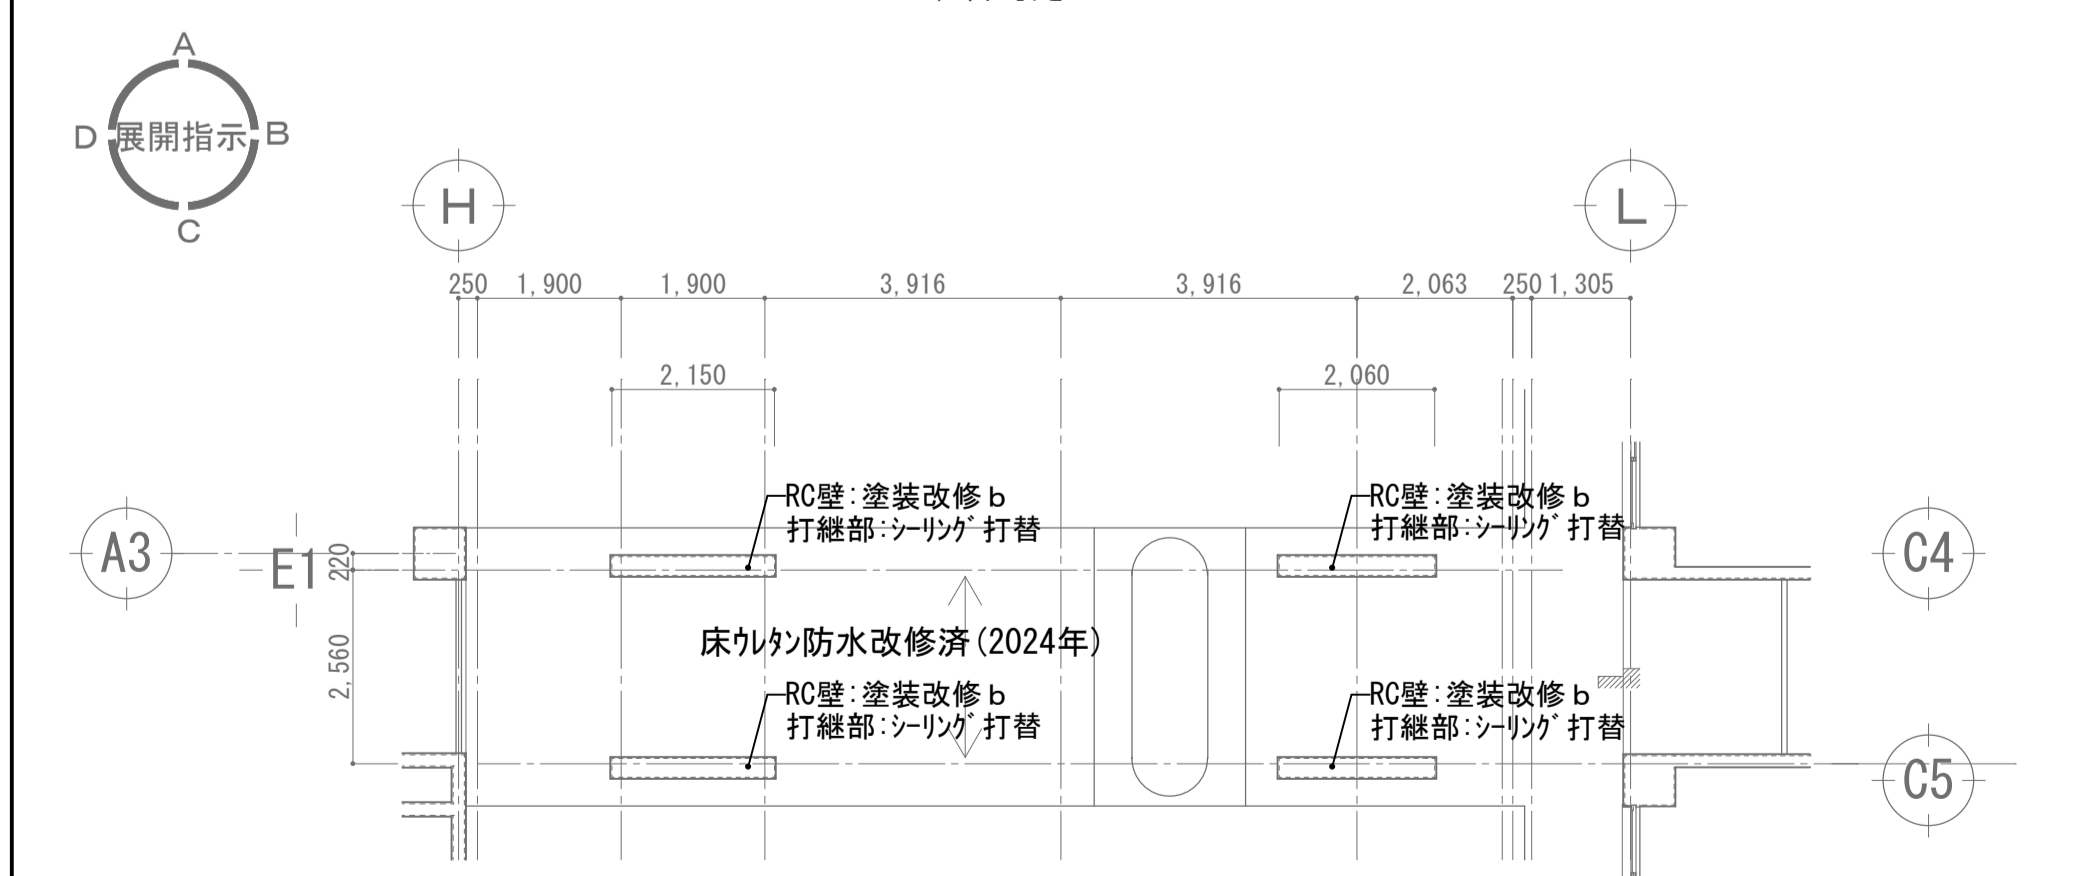 A
D 展開指示 B
C
H
L
250 1,900 1,900 3,916 3,916 2,063 250 1,305
2,150
2,060
RC壁:塗装改修b
打継部:ｼｰﾘﾝｸﾞ打替
RC壁:塗装改修b
打継部:ｼｰﾘﾝｸﾞ打替
A3
E1
220
C4
2,560
床ｳﾚﾀﾝ防水改修済(2024年)
RC壁:塗装改修b
打継部:ｼｰﾘﾝｸﾞ打替
RC壁:塗装改修b
打継部:ｼｰﾘﾝｸﾞ打替
C5